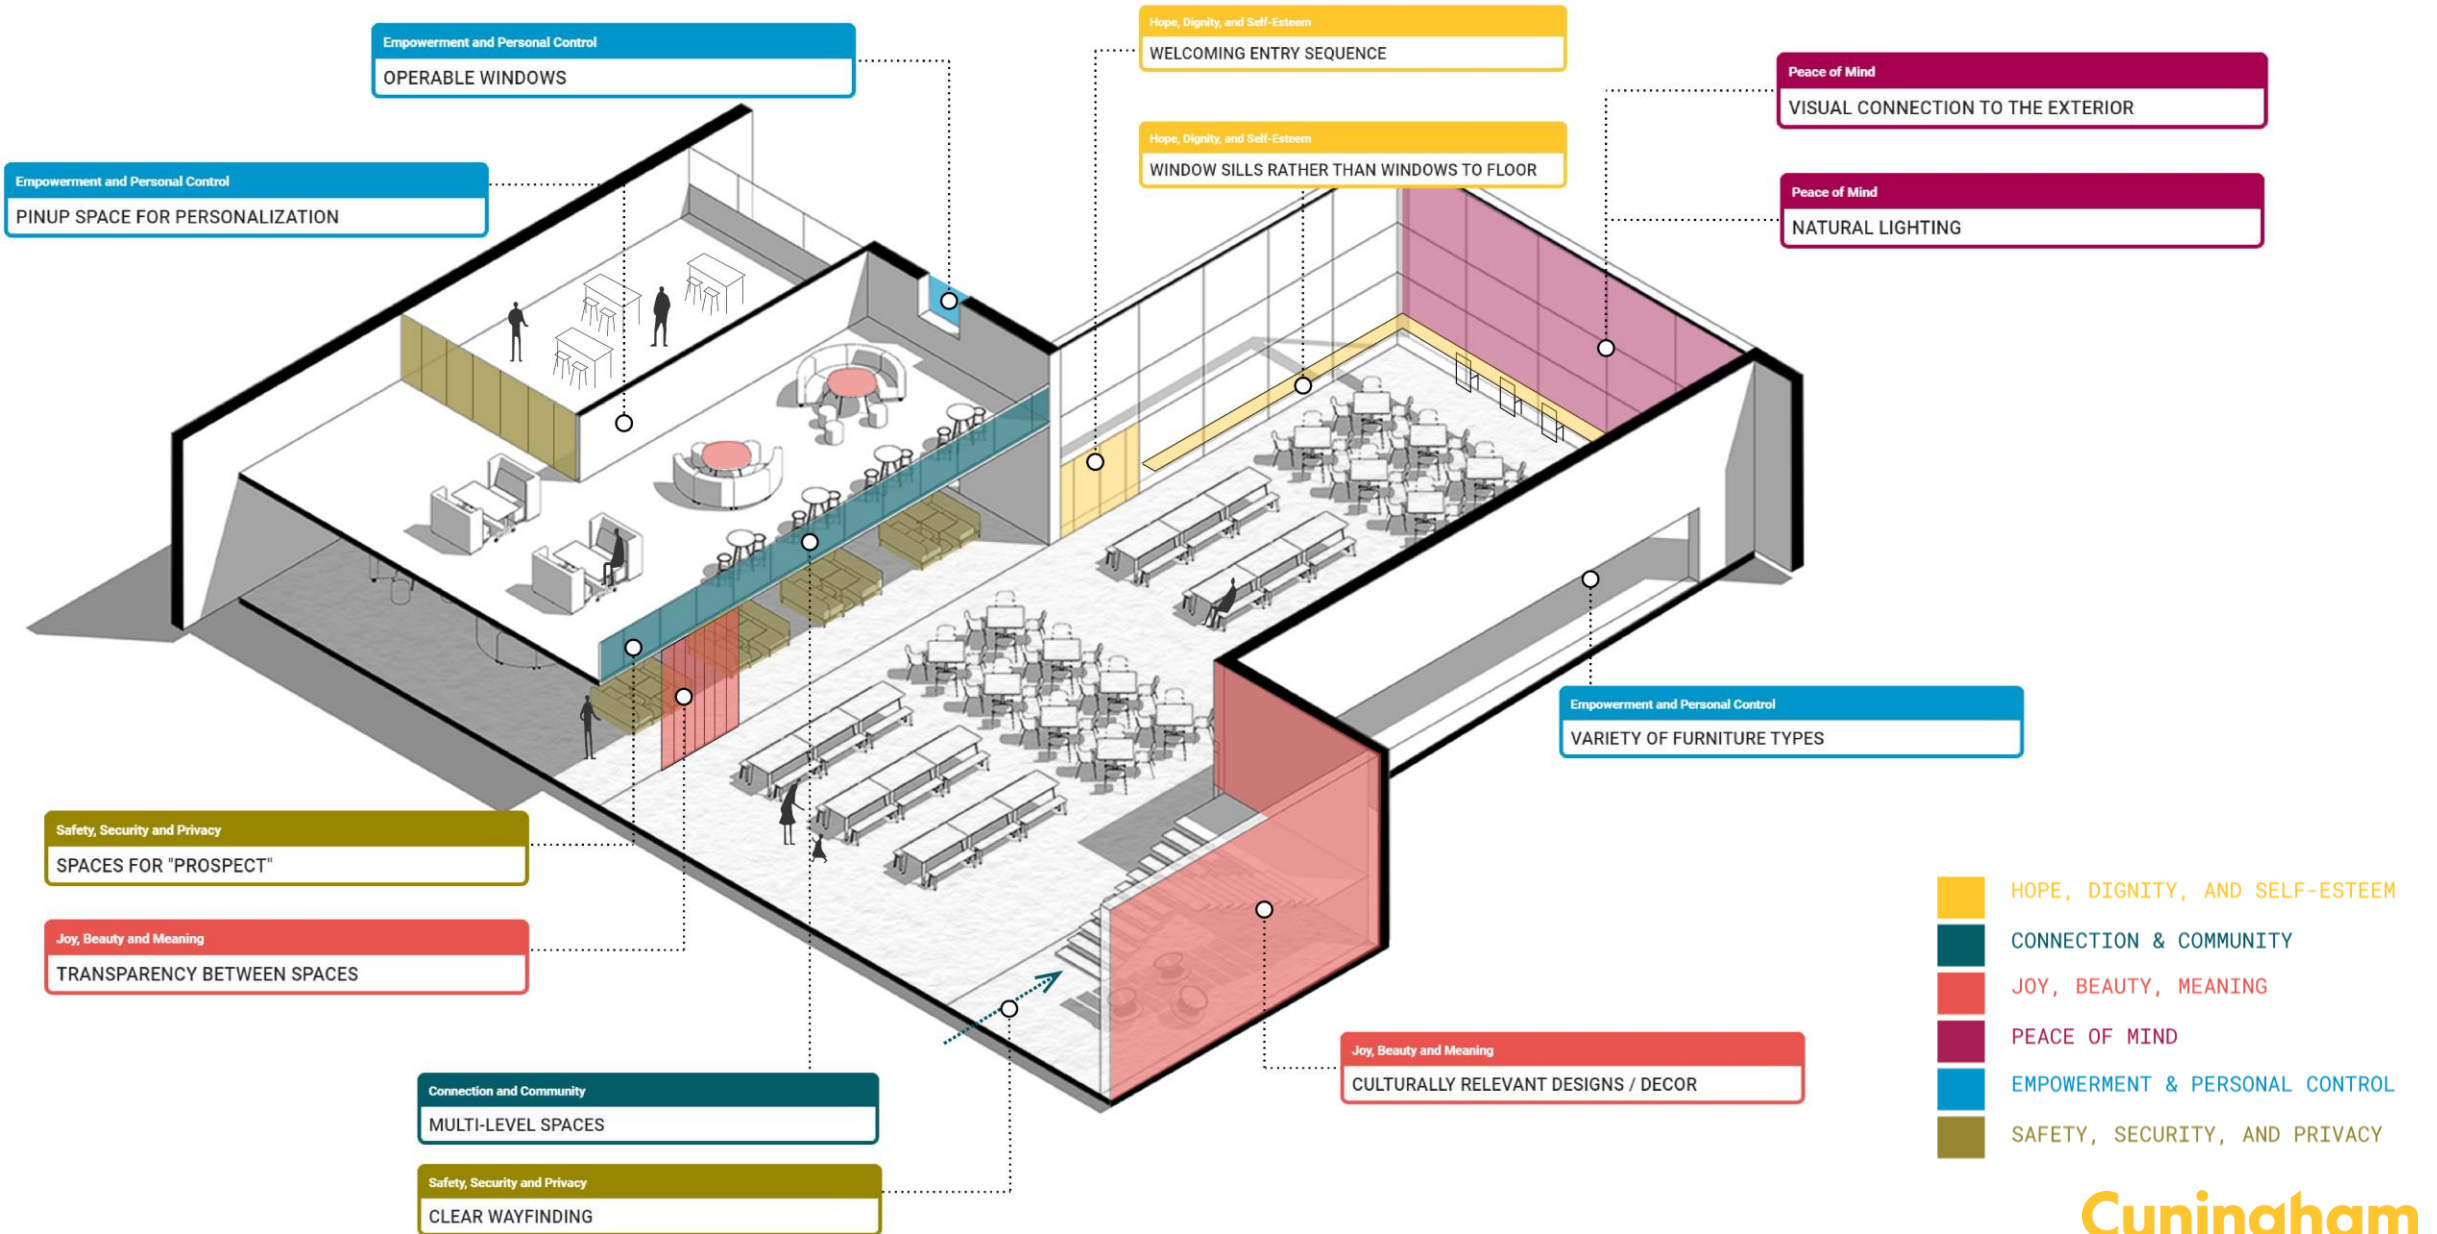 Hope, Dignity, and Self-Esteem
WELCOMING ENTRY SEQUENCE
Empowerment and Personal Control
OPERABLE WINDOWS
Peace of Mind
VISUAL CONNECTION TO THE EXTERIOR
Hope, Dignity, and Self-Esteem
WINDOW SILLS RATHER THAN WINDOWS TO FLOOR
Empowerment and Personal Control
PINUP SPACE FOR PERSONALIZATION
Peace of Mind
NATURAL LIGHTING
Empowerment and Personal Control
VARIETY OF FURNITURE TYPES
Safety, Security and Privacy
SPACES FOR "PROSPECT"
Joy, Beauty and Meaning
TRANSPARENCY BETWEEN SPACES
Joy, Beauty and Meaning
CULTURALLY RELEVANT DESIGNS / DECOR
Connection and Community
MULTI-LEVEL SPACES
Safety, Security and Privacy
CLEAR WAYFINDING
HOPE, DIGNITY, AND SELF-ESTEEM
CONNECTION & COMMUNITY
JOY, BEAUTY, MEANING
PEACE OF MIND
EMPOWERMENT & PERSONAL CONTROL
SAFETY, SECURITY, AND PRIVACY
Cuningham